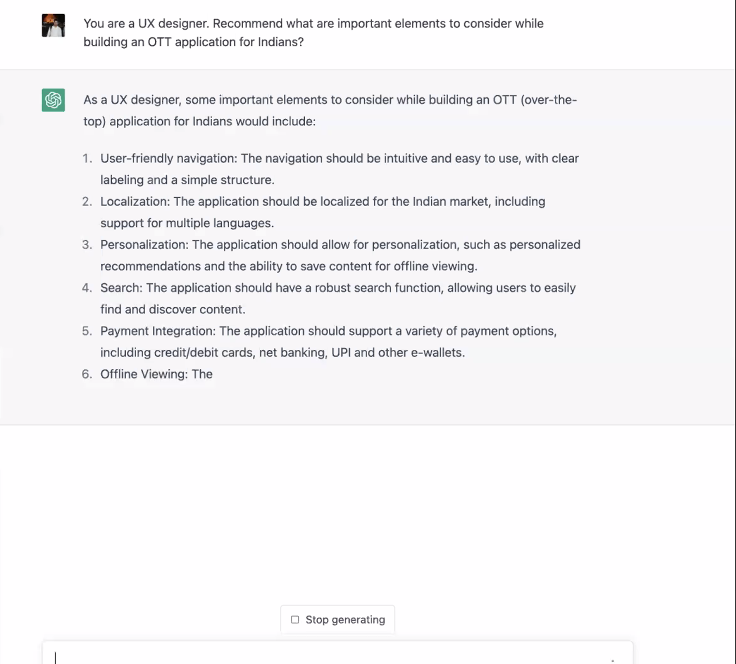 You are a UX designer. Recommend what are important elements to consider while
building an OTT application for Indians?
As a UX designer, some important elements to consider while building an OTT (over-the-
top) application for Indians would include:
1. User-friendly navigation: The navigation should be intuitive and easy to use, with clear
labeling and a simple structure.
2. Localization: The application should be localized for the Indian market, including
support for multiple languages.
3. Personalization: The application should allow for personalization, such as personalized
recommendations and the ability to save content for offline viewing.
4. Search: The application should have a robust search function, allowing users to easily
find and discover content.
5. Payment Integration: The application should support a variety of payment options,
including credit/debit cards, net banking, UPI and other e-wallets.
6. Offline Viewing: The
Stop generating